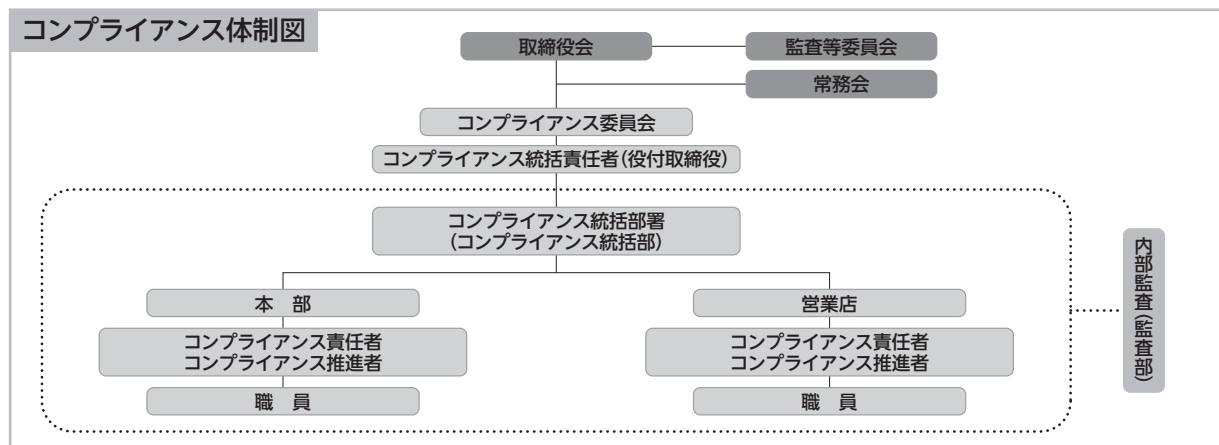 コンプライアンス体制図
取締役会
監査等委員会
常務会
コンプライアンス委員会
コンプライアンス統括責任者(役付取締役)
コンプライアンス統括部署
(コンプライアンス統括部)
本　部
営業店
コンプライアンス責任者
コンプライアンス推進者
コンプライアンス責任者
コンプライアンス推進者
職　員
職　員
内部監査(監査部)